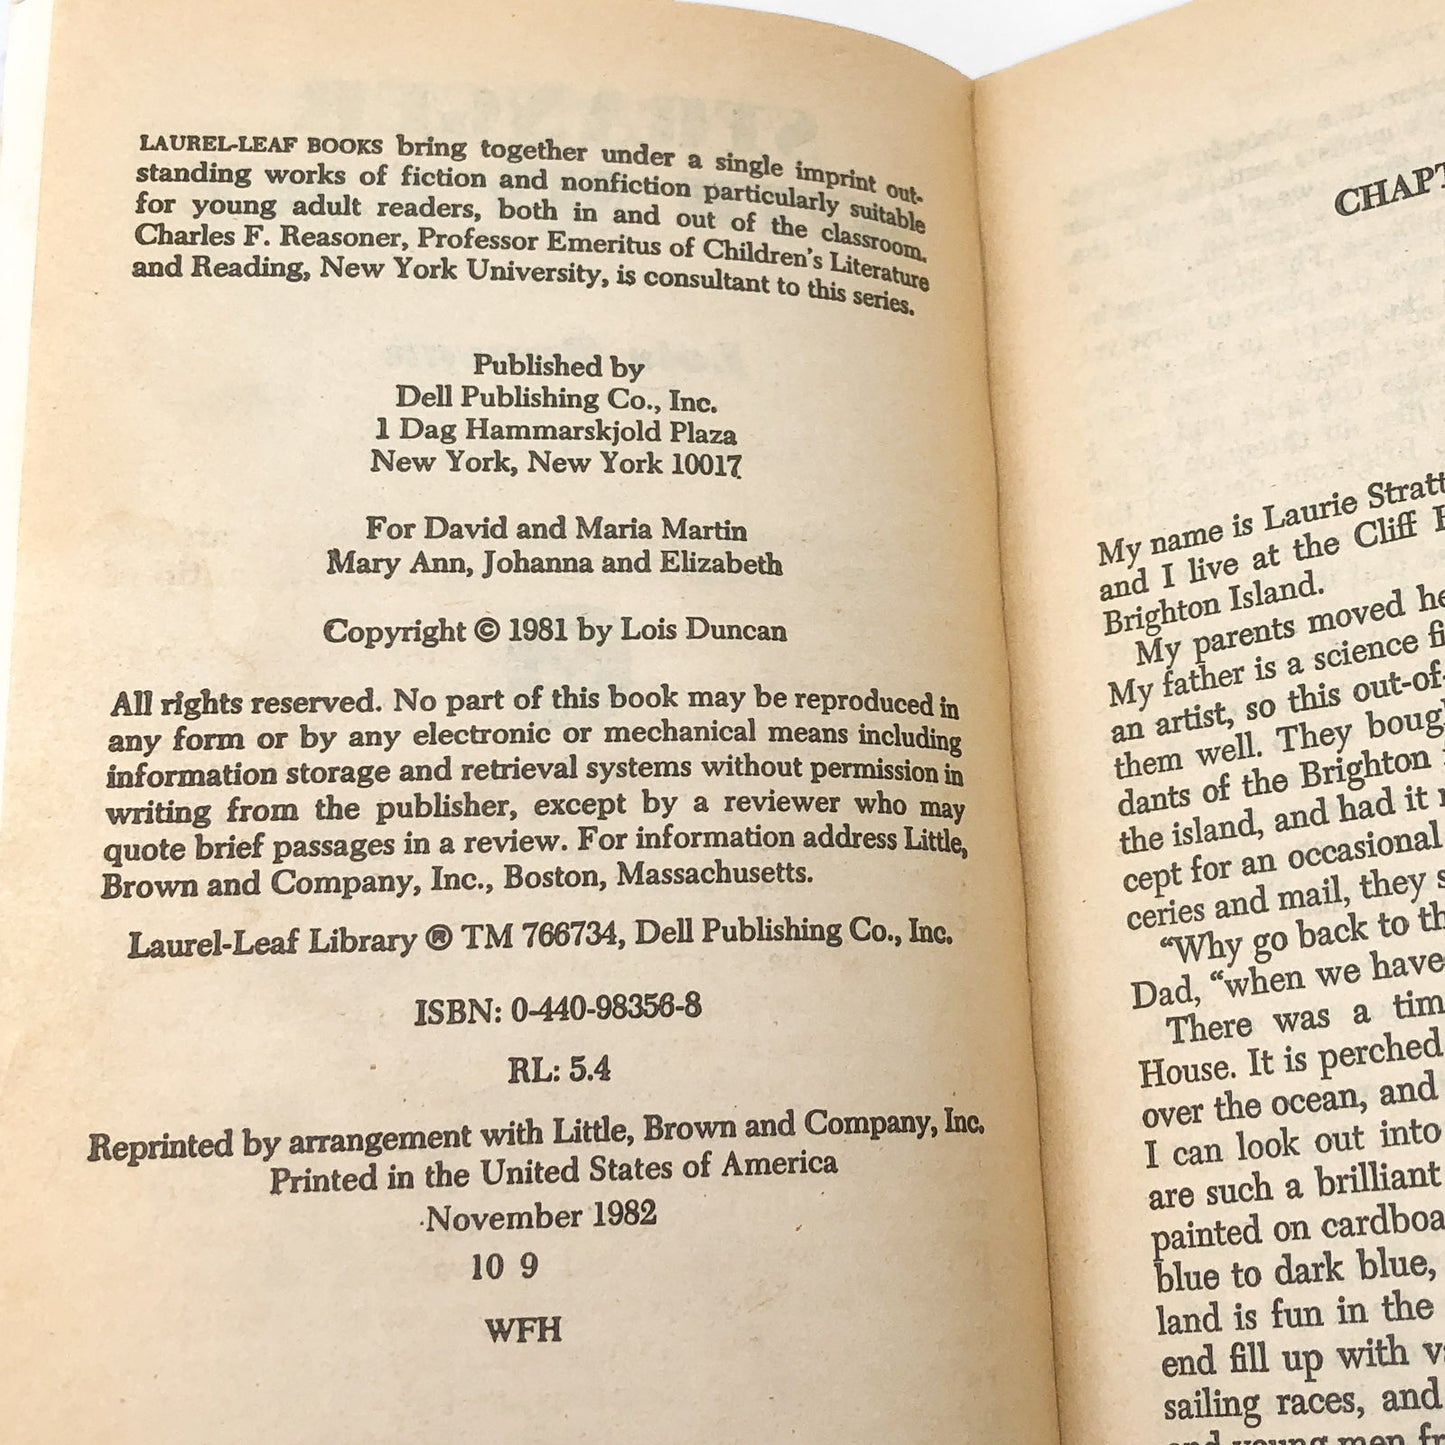 LAUREL-LEAF BOOKS bring together under a single imprint out-
standing works of fiction and nonfiction particularly suitable
for young adult readers, both in and out of the classroom.
Charles F. Reasoner, Professor Emeritus of Children's Literature
and Reading, New York University, is consultant to this series.
Published by
Dell Publishing Co., Inc.
1 Dag Hammarskjold Plaza
New York, New York 10017
For David and Maria Martin
Mary Ann, Johanna and Elizabeth
Copyright © 1981 by Lois Duncan
All rights reserved. No part of this book may be reproduced in
any form or by any electronic or mechanical means including
information storage and retrieval systems without permission in
writing from the publisher, except by a reviewer who may
quote brief passages in a review. For information address Little,
Brown and Company, Inc., Boston, Massachusetts.
Laurel-Leaf Library ® TM 766734, Dell Publishing Co., Inc.
ISBN: 0-440-98356-8
RL: 5.4
Reprinted by arrangement with Little, Brown and Company, Inc.
Printed in the United States of America
November 1982
10 9
WFH
CHAPT
My name is Laurie Stratt
and I live at the Cliff H
Brighton Island.
My parents moved he
My father is a science fi
an artist, so this out-of-
them well. They bough
dants of the Brighton
the island, and had it
cept for an occasional
ceries and mail, they s
"Why go back to th
Dad, "when we have
There was a tim
House. It is perched
over the ocean, and
I can look out into
are such a brilliant
painted on cardboa
blue to dark blue,
land is fun in the
end fill up with v
sailing races, and
and young men fr